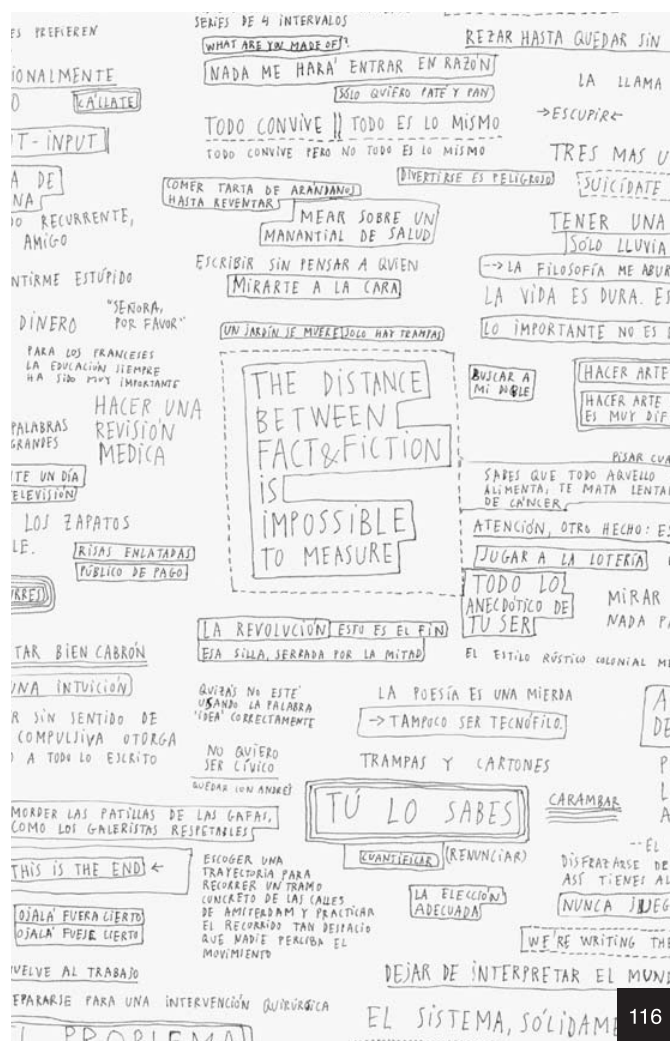 SERIES DE 4 INTERVALOS
ES PREFIEREN
WHAT ARE YOU MADE OF?
REZAR HASTA QUEDAR SIN
NADA ME HARÁ ENTRAR EN RAZÓN
IONALMENTE
LA LLAMA
CÁLLATE
SÓLO QUIERO PATÉ Y PAN
→ESCUPIR←
TODO CONVIVE || TODO ES LO MISMO
T-INPUT
TODO CONVIVE PERO NO TODO ES LO MISMO
TRES MAS U
A DE
NA
DIVERTIRSE ES PELIGROSO
SUICÍDATE
COMER TARTA DE ARÁNDANOS
HASTA REVENTAR
O RECURRENTE,
AMIGO
MEAR SOBRE UN
MANANTIAL DE SALUD
TENER UNA
SÓLO LLUVIA
ESCRIBIR SIN PENSAR A QUIEN
-->LA FILOSOFÍA ME ABUR
NTIRME ESTÚPIDO
MIRARTE A LA CARA
LA VIDA ES DURA. ES
DINERO
"SEÑORA,
POR FAVOR"
UN JARDÍN SE MUERE SOLO HAY TRAMPAS
LO IMPORTANTE NO ES L
PARA LOS FRANCESES
LA EDUCACIÓN SIEMPRE
HA SIDO MUY IMPORTANTE
THE DISTANCE
BETWEEN
FACT&FICTION
IS
IMPOSSIBLE
TO MEASURE
BUSCAR A
MI DOBLE
HACER ARTE
HACER ARTE
ES MUY DIF
HACER UNA
REVISIÓN
MEDICA
PALABRAS
GRANDES
PISAR CUA
TE UN DÍA
ELEVISIÓN
SABES QUE TODO AQUELLO
ALIMENTA, TE MATA LENTA
DE CÁNCER
LOS ZAPATOS
LE.
ATENCIÓN, OTRO HECHO: ES
RISAS ENLATADAS
PÚBLICO DE PAGO
JUGAR A LA LOTERÍA
TODO LO
ANECDÓTICO DE
TU SER
MIRAR
NADA PA
RRES
LA REVOLUCIÓN ESTO ES EL FIN
ESA SILLA, SERRADA POR LA MITAD
TAR BIEN CABRÓN
EL ESTILO RÚSTICO COLONIAL ME
UNA INTUICIÓN
QUIZÁS NO ESTÉ
USANDO LA PALABRA
'IDEA' CORRECTAMENTE
LA POESÍA ES UNA MIERDA
→TAMPOCO SER TECNÓFILO.
A
DE
R SIN SENTIDO DE
COMPULSIVA OTORGA
A TODO LO ESCRITO
NO QUIERO
SER CÍVICO
TRAMPAS Y CARTONES
QUEDAR CON ANDRÉS
TÚ LO SABES
CARAMBAR
P
L
A
MORDER LAS PATILLAS DE LAS GAFAS,
COMO LOS GALERISTAS RESPETABLES
CUANTIFICAR (RENUNCIAR)
--EL
DISFRAZARSE DE
ASÍ TIENES AL
THIS IS THE END ←
ESCOGER UNA
TRAYECTORIA PARA
RECORRER UN TRAMO
CONCRETO DE LAS CALLES
DE AMSTERDAM Y PRACTICAR
EL RECORRIDO TAN DESPACIO
QUE NADIE PERCIBA EL
MOVIMIENTO
LA ELECCIÓN
ADECUADA
NUNCA JUEG
OJALÁ FUERA CIERTO
OJALÁ FUESE CIERTO
WE'RE WRITING THE
VUELVE AL TRABAJO
DEJAR DE INTERPRETAR EL MUND
EPARARSE PARA UNA INTERVENCIÓN QUIRÚRGICA
EL SISTEMA, SÓLIDAME
116
EL PROBLEMA